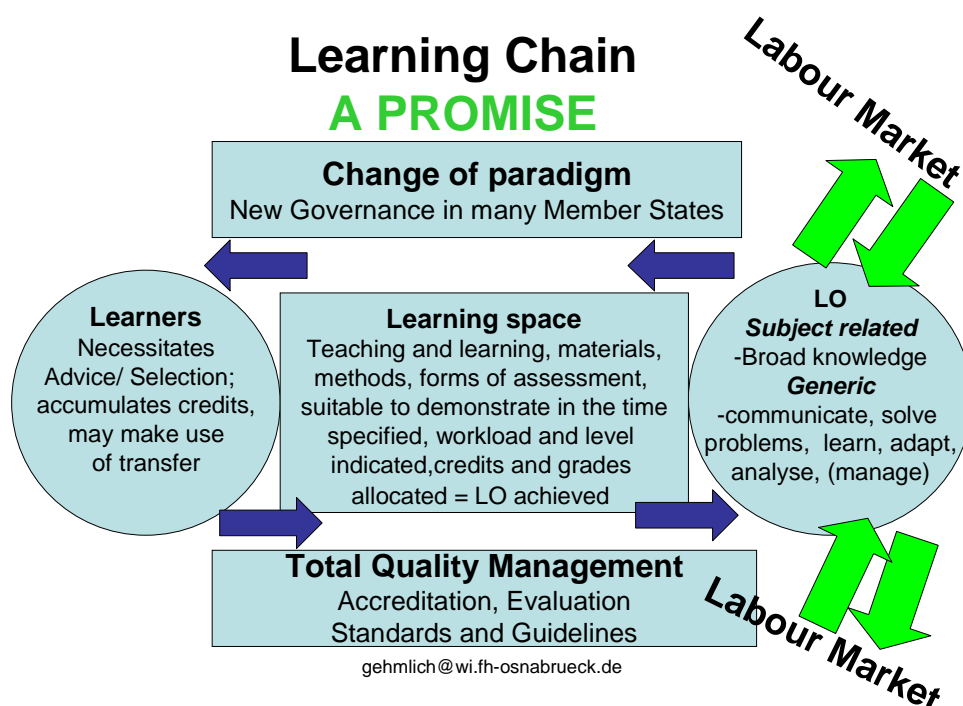 Learning Chain
A PROMISE
Labour Market
Change of paradigm
New Governance in many Member States
Learners
Necessitates
Advice/ Selection;
accumulates credits,
may make use
of transfer
Learning space
Teaching and learning, materials,
methods, forms of assessment,
suitable to demonstrate in the time
specified, workload and level
indicated,credits and grades
allocated = LO achieved
LO
Subject related
-Broad knowledge
Generic
-communicate, solve
problems, learn, adapt,
analyse, (manage)
Total Quality Management
Accreditation, Evaluation
Standards and Guidelines
Labour Market
gehmlich@wi.fh-osnabrueck.de